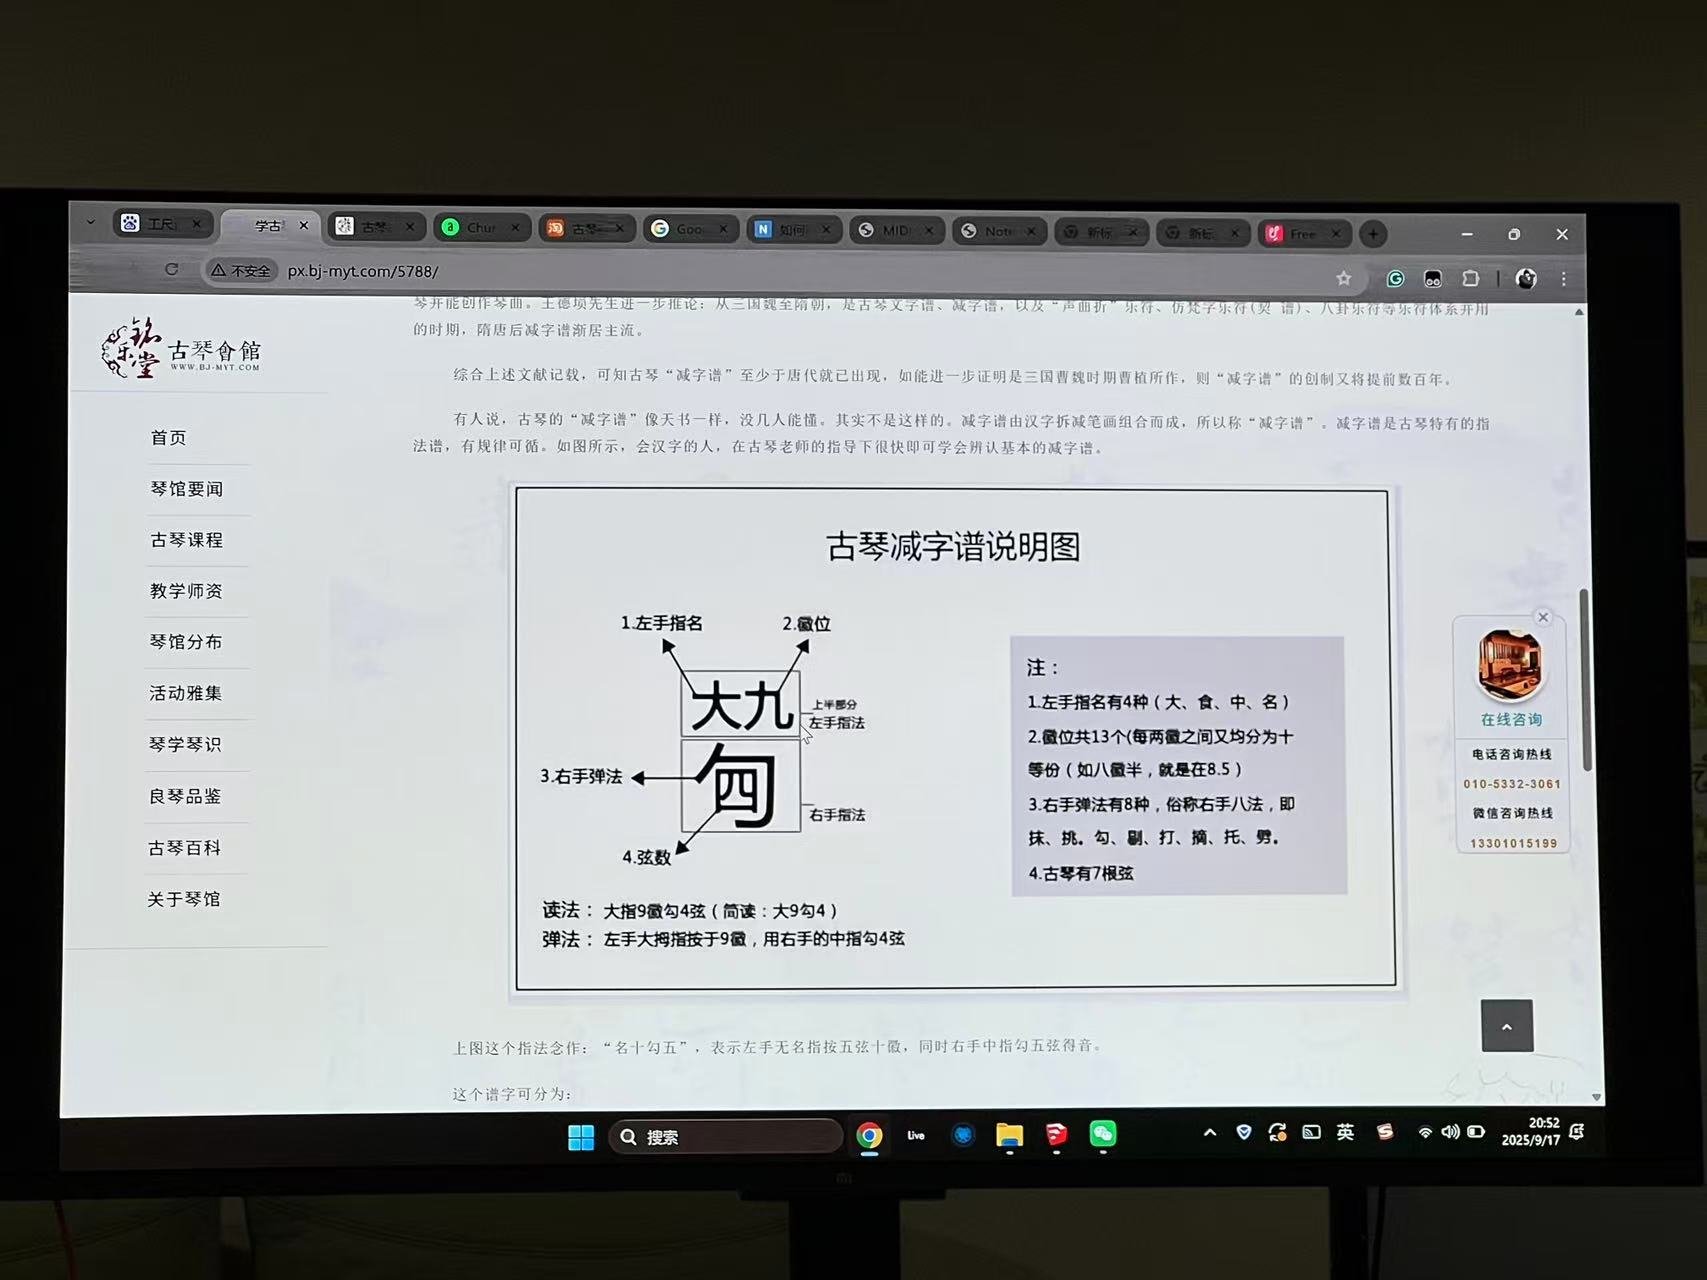 工尺
学古
古琴
Chur
古琴
Goo
如何
MIDI
Note
新标
新标
Free
不安全
px.bj-myt.com/5788/
铭乐堂
古琴會館
WWW.BJ-MYT.COM
首页
琴馆要闻
古琴课程
教学师资
琴馆分布
活动雅集
琴学琴识
良琴品鉴
古琴百科
关于琴馆
琴并能创作琴曲。王德埙先生进一步推论：从三国魏至隋朝，是古琴文字谱、减字谱，以及“声曲折”乐符、仿梵字乐符(契 谱)、八卦乐符等乐符体系并用
的时期，隋唐后减字谱渐居主流。
综合上述文献记载，可知古琴“减字谱”至少于唐代就已出现，如能进一步证明是三国曹魏时期曹植所作，则“减字谱”的创制又将提前数百年。
有人说，古琴的“减字谱”像天书一样，没几人能懂。其实不是这样的。减字谱由汉字拆减笔画组合而成，所以称“减字谱”。减字谱是古琴特有的指
法谱，有规律可循。如图所示，会汉字的人，在古琴老师的指导下很快即可学会辨认基本的减字谱。
古琴减字谱说明图
1.左手指名
2.徽位
大九
上半部分
左手指法
3.右手弹法
勹四
右手指法
4.弦数
读法： 大指9徽勾4弦（简读：大9勾4）
弹法： 左手大拇指按于9徽，用右手的中指勾4弦
注：
1.左手指名有4种（大、食、中、名）
2.徽位共13个(每两徽之间又均分为十
等份（如八徽半，就是在8.5）
3.右手弹法有8种，俗称右手八法，即
抹、挑。勾、剔、打、摘、托、劈。
4.古琴有7根弦
上图这个指法念作：“名十勾五”，表示左手无名指按五弦十徽，同时右手中指勾五弦得音。
这个谱字可分为：
在线咨询
电话咨询热线
010-5332-3061
微信咨询热线
13301015199
搜索
Live
英
20:52
2025/9/17